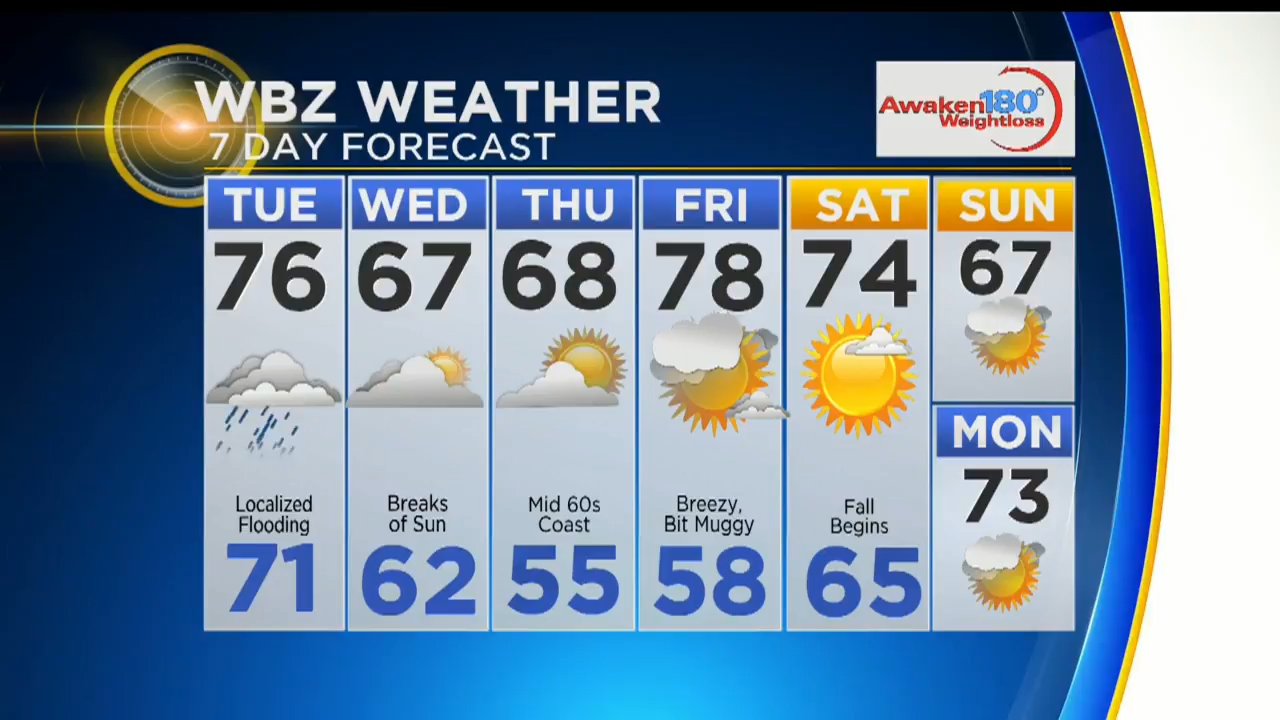 WBZ WEATHER
7 DAY FORECAST
Awaken180°
Weightloss
TUE
76
Localized
Flooding
71
WED
67
Breaks
of Sun
62
THU
68
Mid 60s
Coast
55
FRI
78
Breezy,
Bit Muggy
58
SAT
74
Fall
Begins
65
SUN
67
MON
73